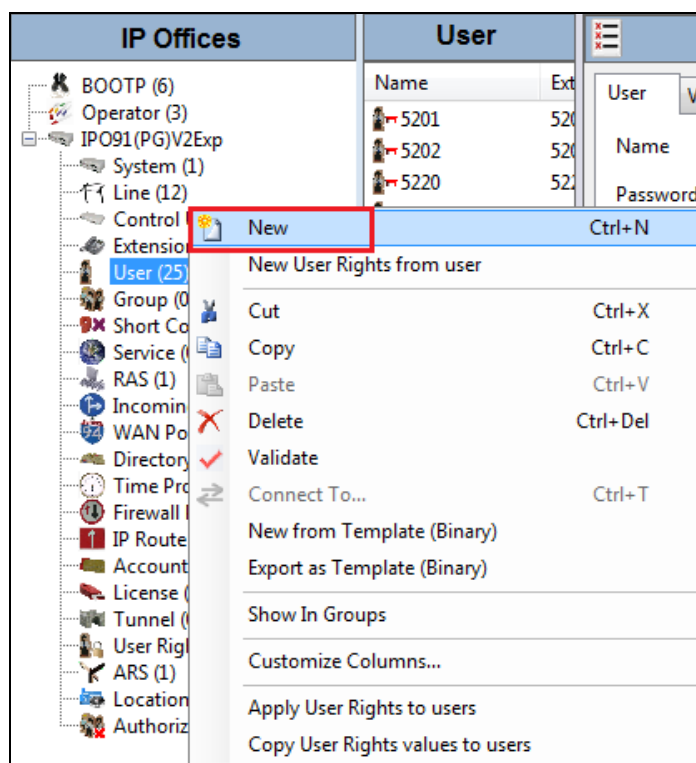 IP Offices
BOOTP (6)
Operator (3)
IPO91(PG)V2Exp
System (1)
Line (12)
Control
Extension
User (25)
Group (0
Short Co
Service (
RAS (1)
Incomin
WAN Po
Directory
Time Pro
Firewall
IP Route
Account
License (
Tunnel (
User Rig
ARS (1)
Location
Authoriz
User
Name Ext
5201 520
5202 520
5220 522
User V
Name
Password
New Ctrl+N
New User Rights from user
Cut Ctrl+X
Copy Ctrl+C
Paste Ctrl+V
Delete Ctrl+Del
Validate
Connect To... Ctrl+T
New from Template (Binary)
Export as Template (Binary)
Show In Groups
Customize Columns...
Apply User Rights to users
Copy User Rights values to users